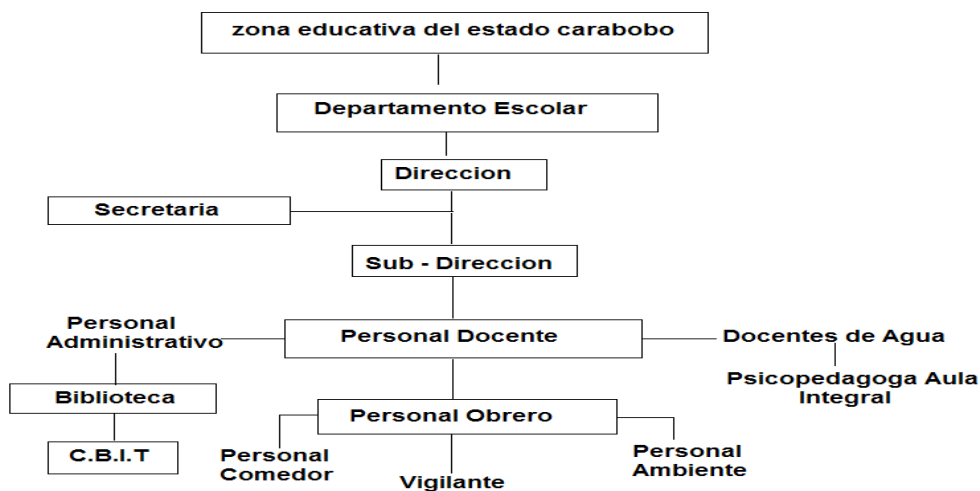 zona educativa del estado carabobo
Departamento Escolar
Direccion
Secretaria
Sub - Direccion
Personal
Administrativo
Personal Docente
Docentes de Agua
Psicopedagoga Aula
Integral
Biblioteca
Personal Obrero
C.B.I.T
Personal
Comedor
Vigilante
Personal
Ambiente